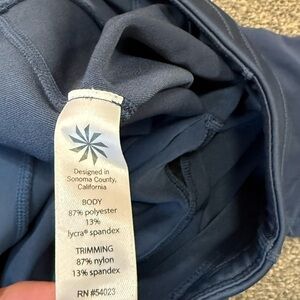 Designed in
Sonoma County,
California
BODY
87% polyester
13%
lycra® spandex
TRIMMING
87% nylon
13% spandex
RN #54023